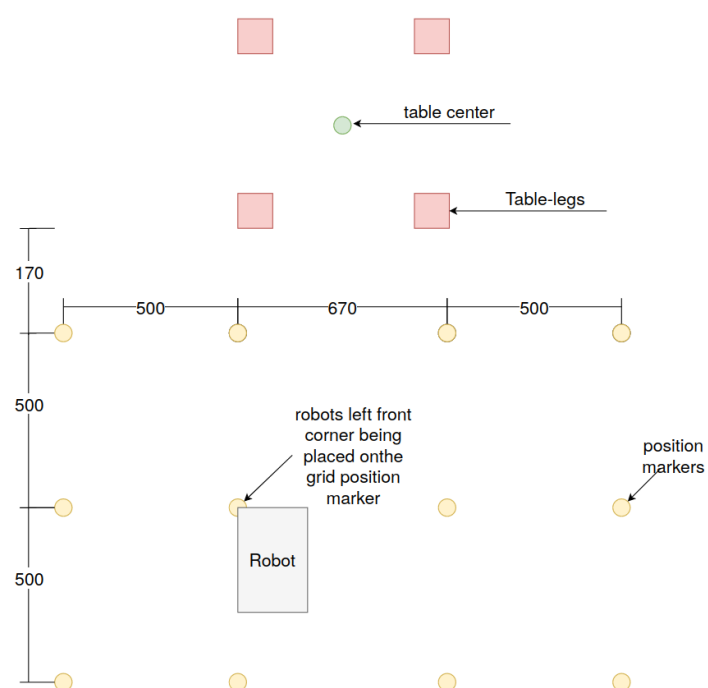 table center
Table-legs
170
500
670
500
500
robots left front
corner being
placed onthe
grid position
marker
position
markers
Robot
500